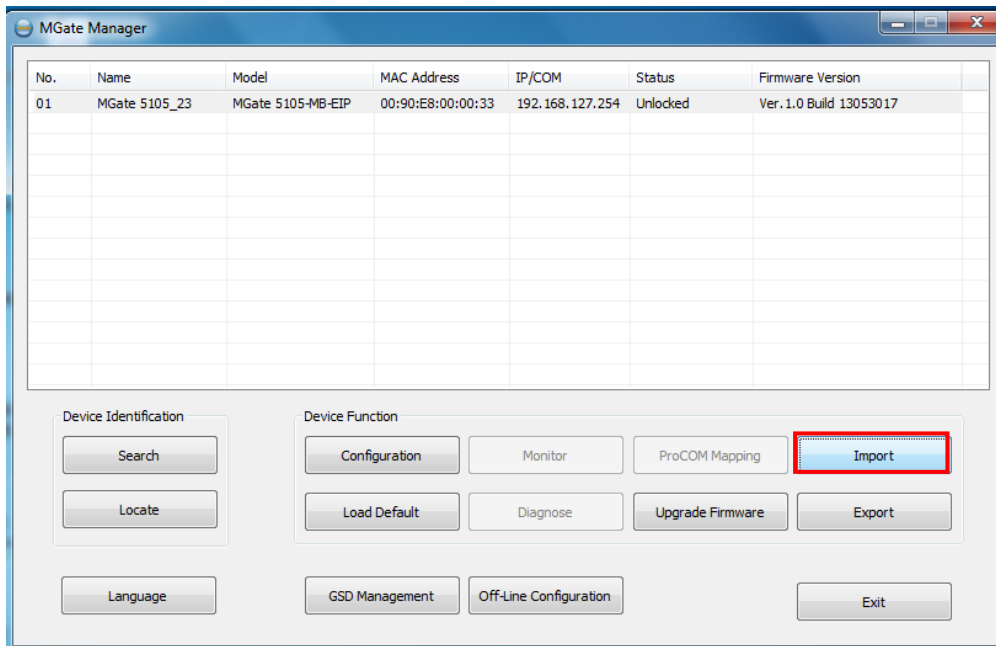 MGate Manager
No. Name Model MAC Address IP/COM Status Firmware Version
01 MGate 5105_23 MGate 5105-MB-EIP 00:90:E8:00:00:33 192.168.127.254 Unlocked Ver.1.0 Build 13053017
Device Identification Device Function
Search Configuration Monitor ProCOM Mapping Import
Locate Load Default Diagnose Upgrade Firmware Export
Language GSD Management Off-Line Configuration Exit